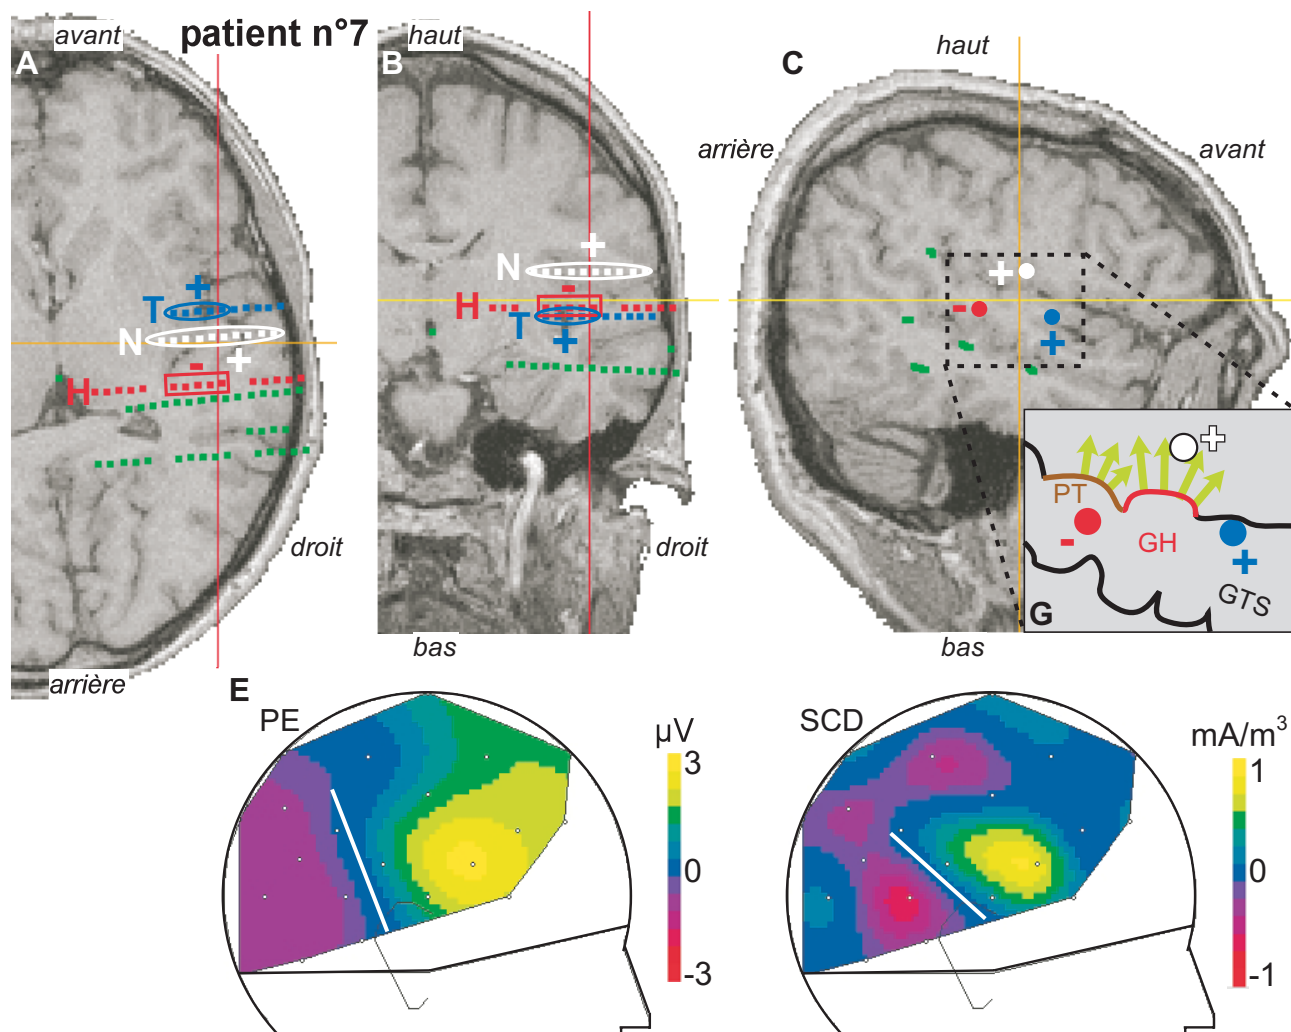 patient n°7
A
avant
T
+
N
+
-
H
droit
arrière
B
haut
+
N
-
H
T
+
droit
bas
C
haut
arrière
avant
+
-
-
+
+
PT
-
GH
+
GTS
G
bas
E
PE
µV
3
0
-3
SCD
mA/m³
1
0
-1